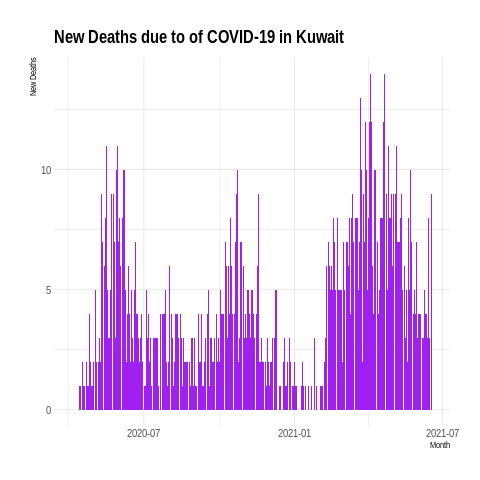 New Deaths due to of COVID-19 in Kuwait
New Deaths
10
5
0
2020-07
2021-01
2021-07
Month